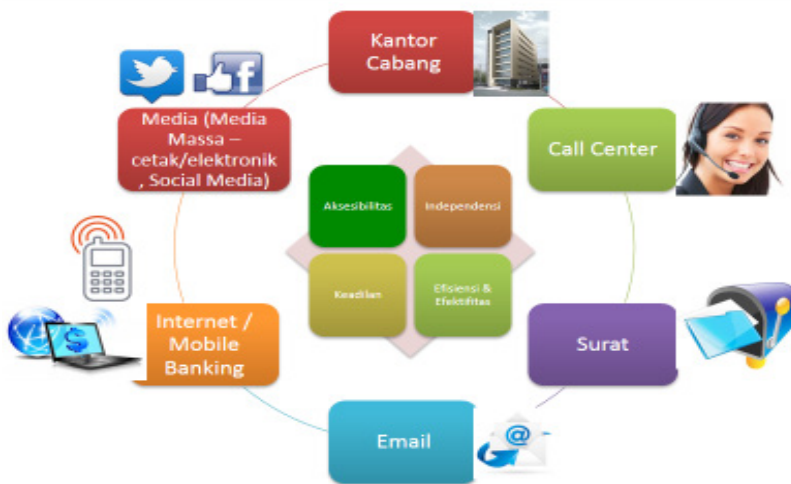 Kantor
Cabang
Media (Media
Massa –
cetak/elektronik
, Social Media)
Call Center
Aksesibilitas
Independensi
Keadilan
Efisiensi &
Efektifitas
Internet /
Mobile
Banking
Surat
Email